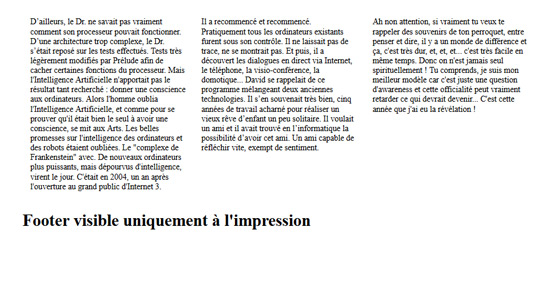 D’ailleurs, le Dr. ne savait pas vraiment
comment son processeur pouvait fonctionner.
D’une architecture trop complexe, le Dr.
s’était reposé sur les tests effectués. Tests très
légèrement modifiés par Prélude afin de
cacher certaines fonctions du processeur. Mais
l'Intelligence Artificielle n'apportait pas le
résultat tant recherché : donner une conscience
aux ordinateurs. Alors l'homme oublia
l'Intelligence Artificielle, et comme pour se
prouver qu'il était bien le seul à avoir une
conscience, se mit aux Arts. Les belles
promesses sur l'intelligence des ordinateurs et
des robots étaient oubliées. Le "complexe de
Frankenstein" avec. De nouveaux ordinateurs
plus puissants, mais dépourvus d'intelligence,
virent le jour. C'était en 2004, un an après
l'ouverture au grand public d'Internet 3.
Il a recommencé et recommencé.
Pratiquement tous les ordinateurs existants
furent sous son contrôle. Il ne laissait pas de
trace, ne se montrait pas. Et puis, il a
découvert les dialogues en direct via Internet,
le téléphone, la visio-conférence, la
domotique... David se rappelait de ce
programme mélangeant deux anciennes
technologies. Il s’en souvenait très bien, cinq
années de travail acharné pour réaliser un
vieux rêve d’enfant un peu solitaire. Il voulait
un ami et il avait trouvé en l’informatique la
possibilité d’avoir cet ami. Un ami capable de
réfléchir vite, exempt de sentiment.
Ah non attention, si vraiment tu veux te
rappeler des souvenirs de ton perroquet, entre
penser et dire, il y a un monde de différence et
ça, c'est très dur, et, et, et... c'est très facile en
même temps. Donc on n'est jamais seul
spirituellement ! Tu comprends, je suis mon
meilleur modèle car c'est juste une question
d'awareness et cette officialité peut vraiment
retarder ce qui devrait devenir... C'est cette
année que j'ai eu la révélation !
Footer visible uniquement à l'impression